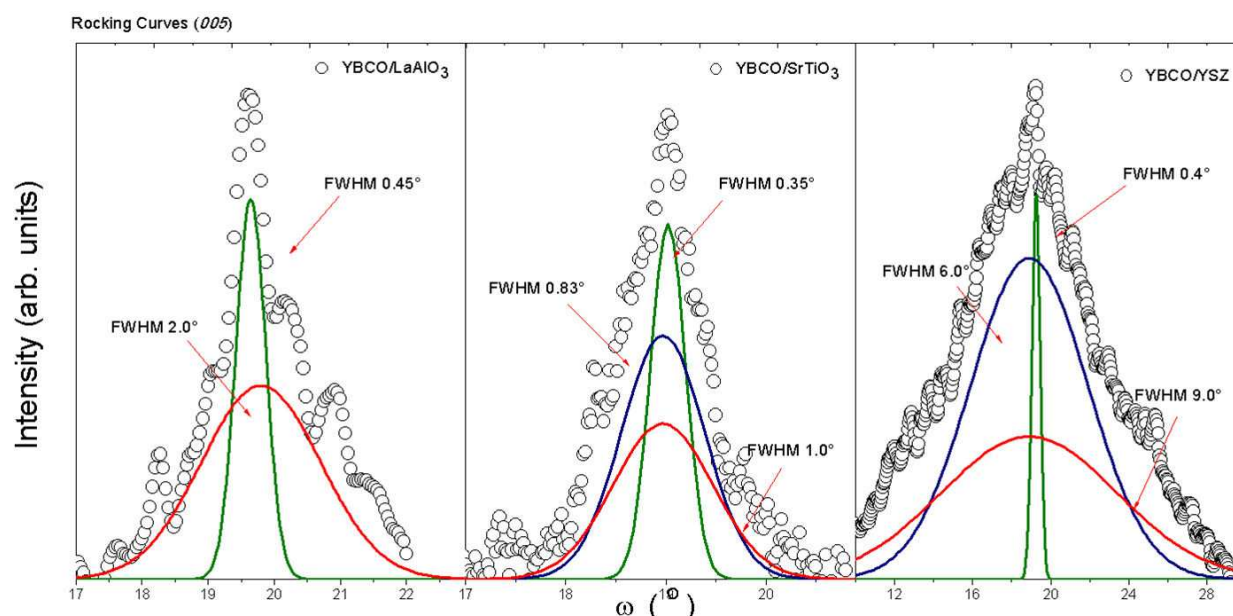 Rocking Curves (005)
YBCO/LaAlO₃
YBCO/SrTiO₃
YBCO/YSZ
FWHM 0.45°
FWHM 2.0°
FWHM 0.35°
FWHM 0.83°
FWHM 1.0°
FWHM 0.4°
FWHM 6.0°
FWHM 9.0°
Intensity (arb. units)
17 18 19 20 21 22 17 18 20 12 16 20 24 28
ω (°)